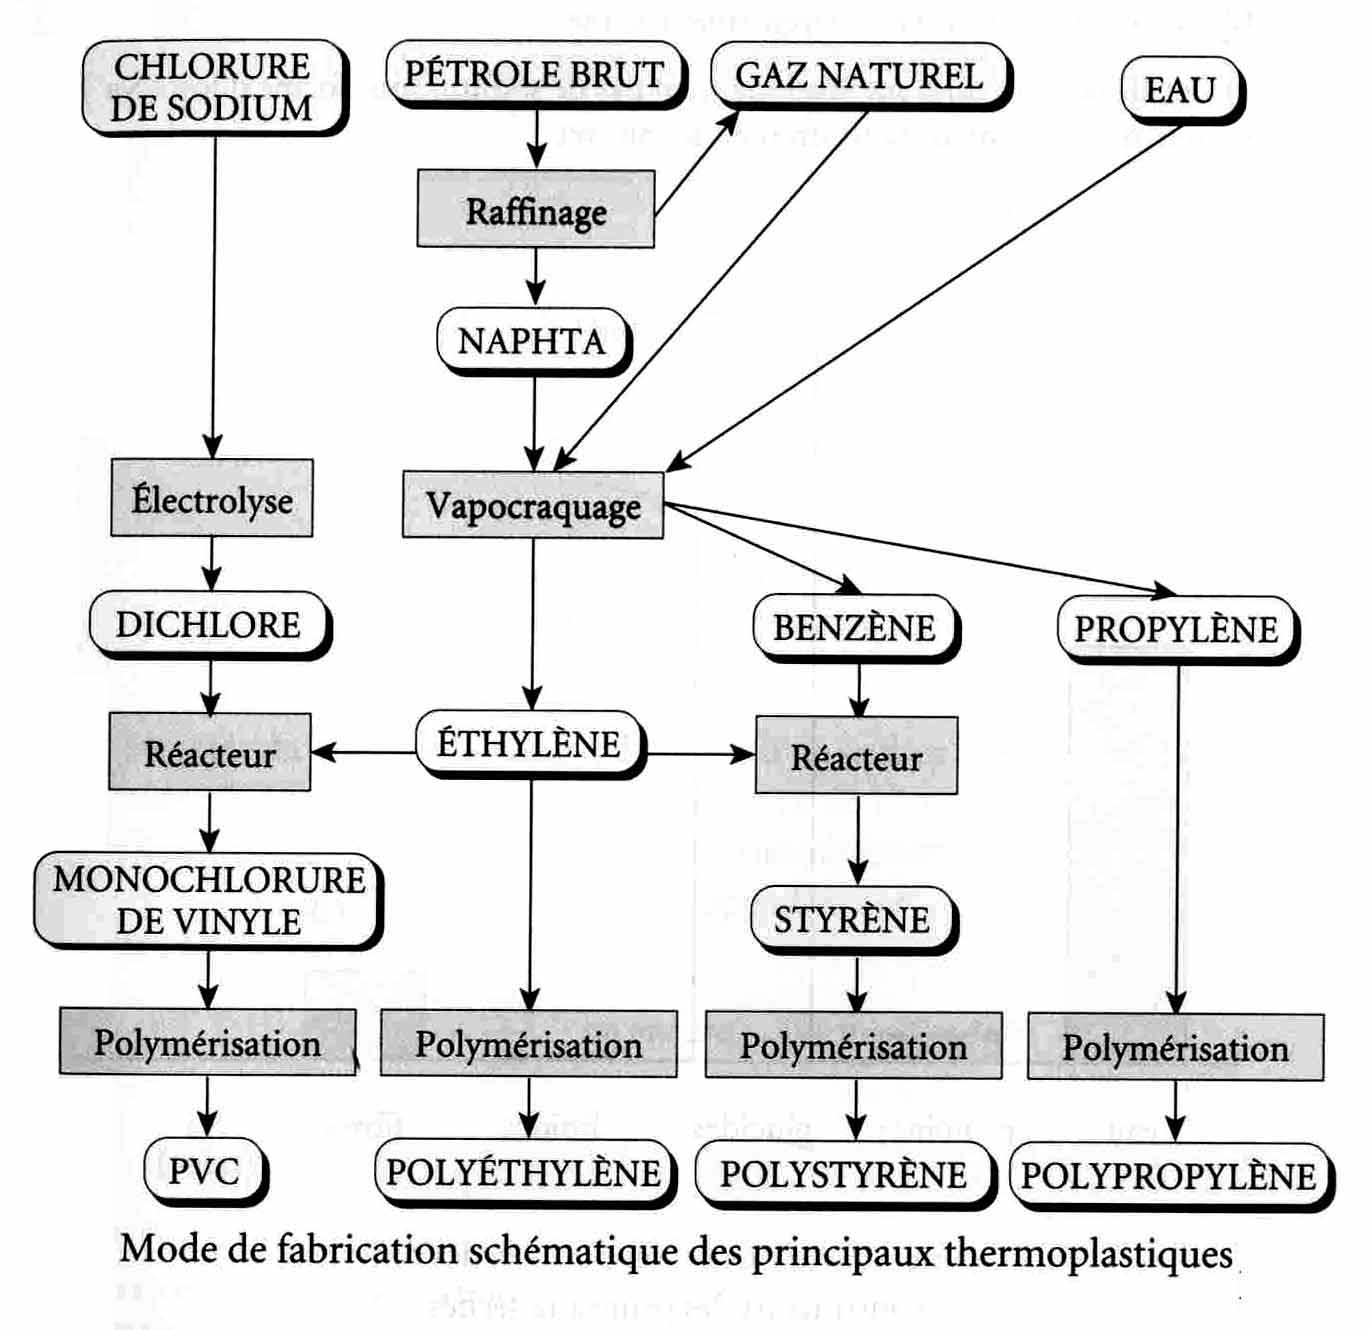 CHLORURE
DE SODIUM
PÉTROLE BRUT
GAZ NATUREL
EAU
Raffinage
NAPHTA
Électrolyse
Vapocraquage
DICHLORE
BENZÈNE
PROPYLÈNE
Réacteur
ÉTHYLÈNE
Réacteur
MONOCHLORURE
DE VINYLE
STYRÈNE
Polymérisation
Polymérisation
Polymérisation
Polymérisation
PVC
POLYÉTHYLÈNE
POLYSTYRÈNE
POLYPROPYLÈNE
Mode de fabrication schématique des principaux thermoplastiques